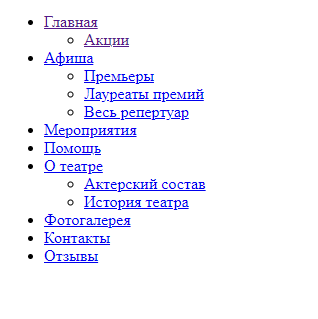 Главная
Акции
Афиша
Премьеры
Лауреаты премий
Весь репертуар
Мероприятия
Помощь
О театре
Актерский состав
История театра
Фотогалерея
Контакты
Отзывы